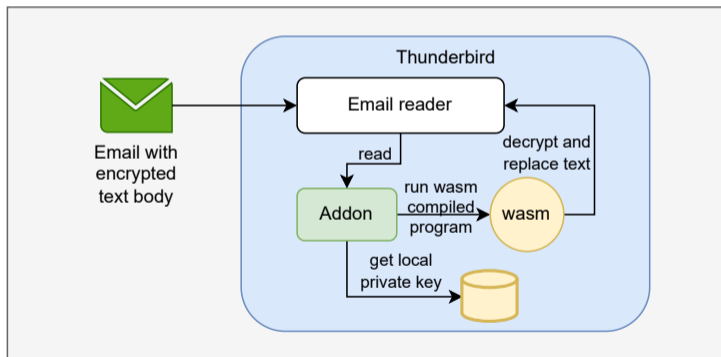 Thunderbird
Email reader
Email with
encrypted
text body
read
decrypt and
replace text
Addon
run wasm
compiled
program
wasm
get local
private key